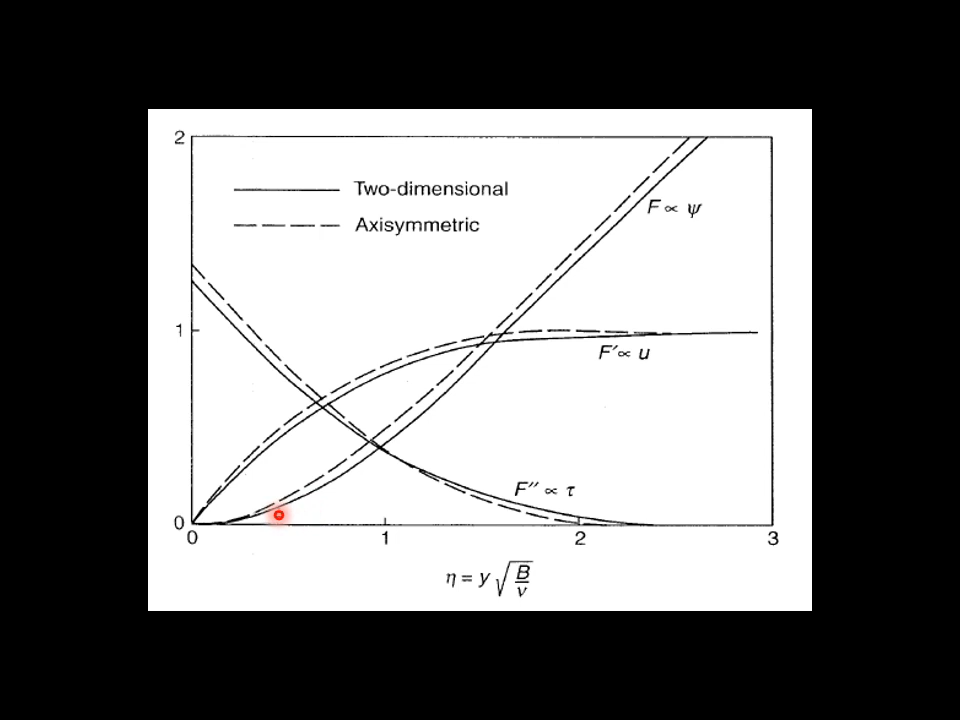 2
Two-dimensional
F ∝ ψ
Axisymmetric
1
F′ ∝ u
F″ ∝ τ
0
0 1 2 3
η = y √(B/ν)